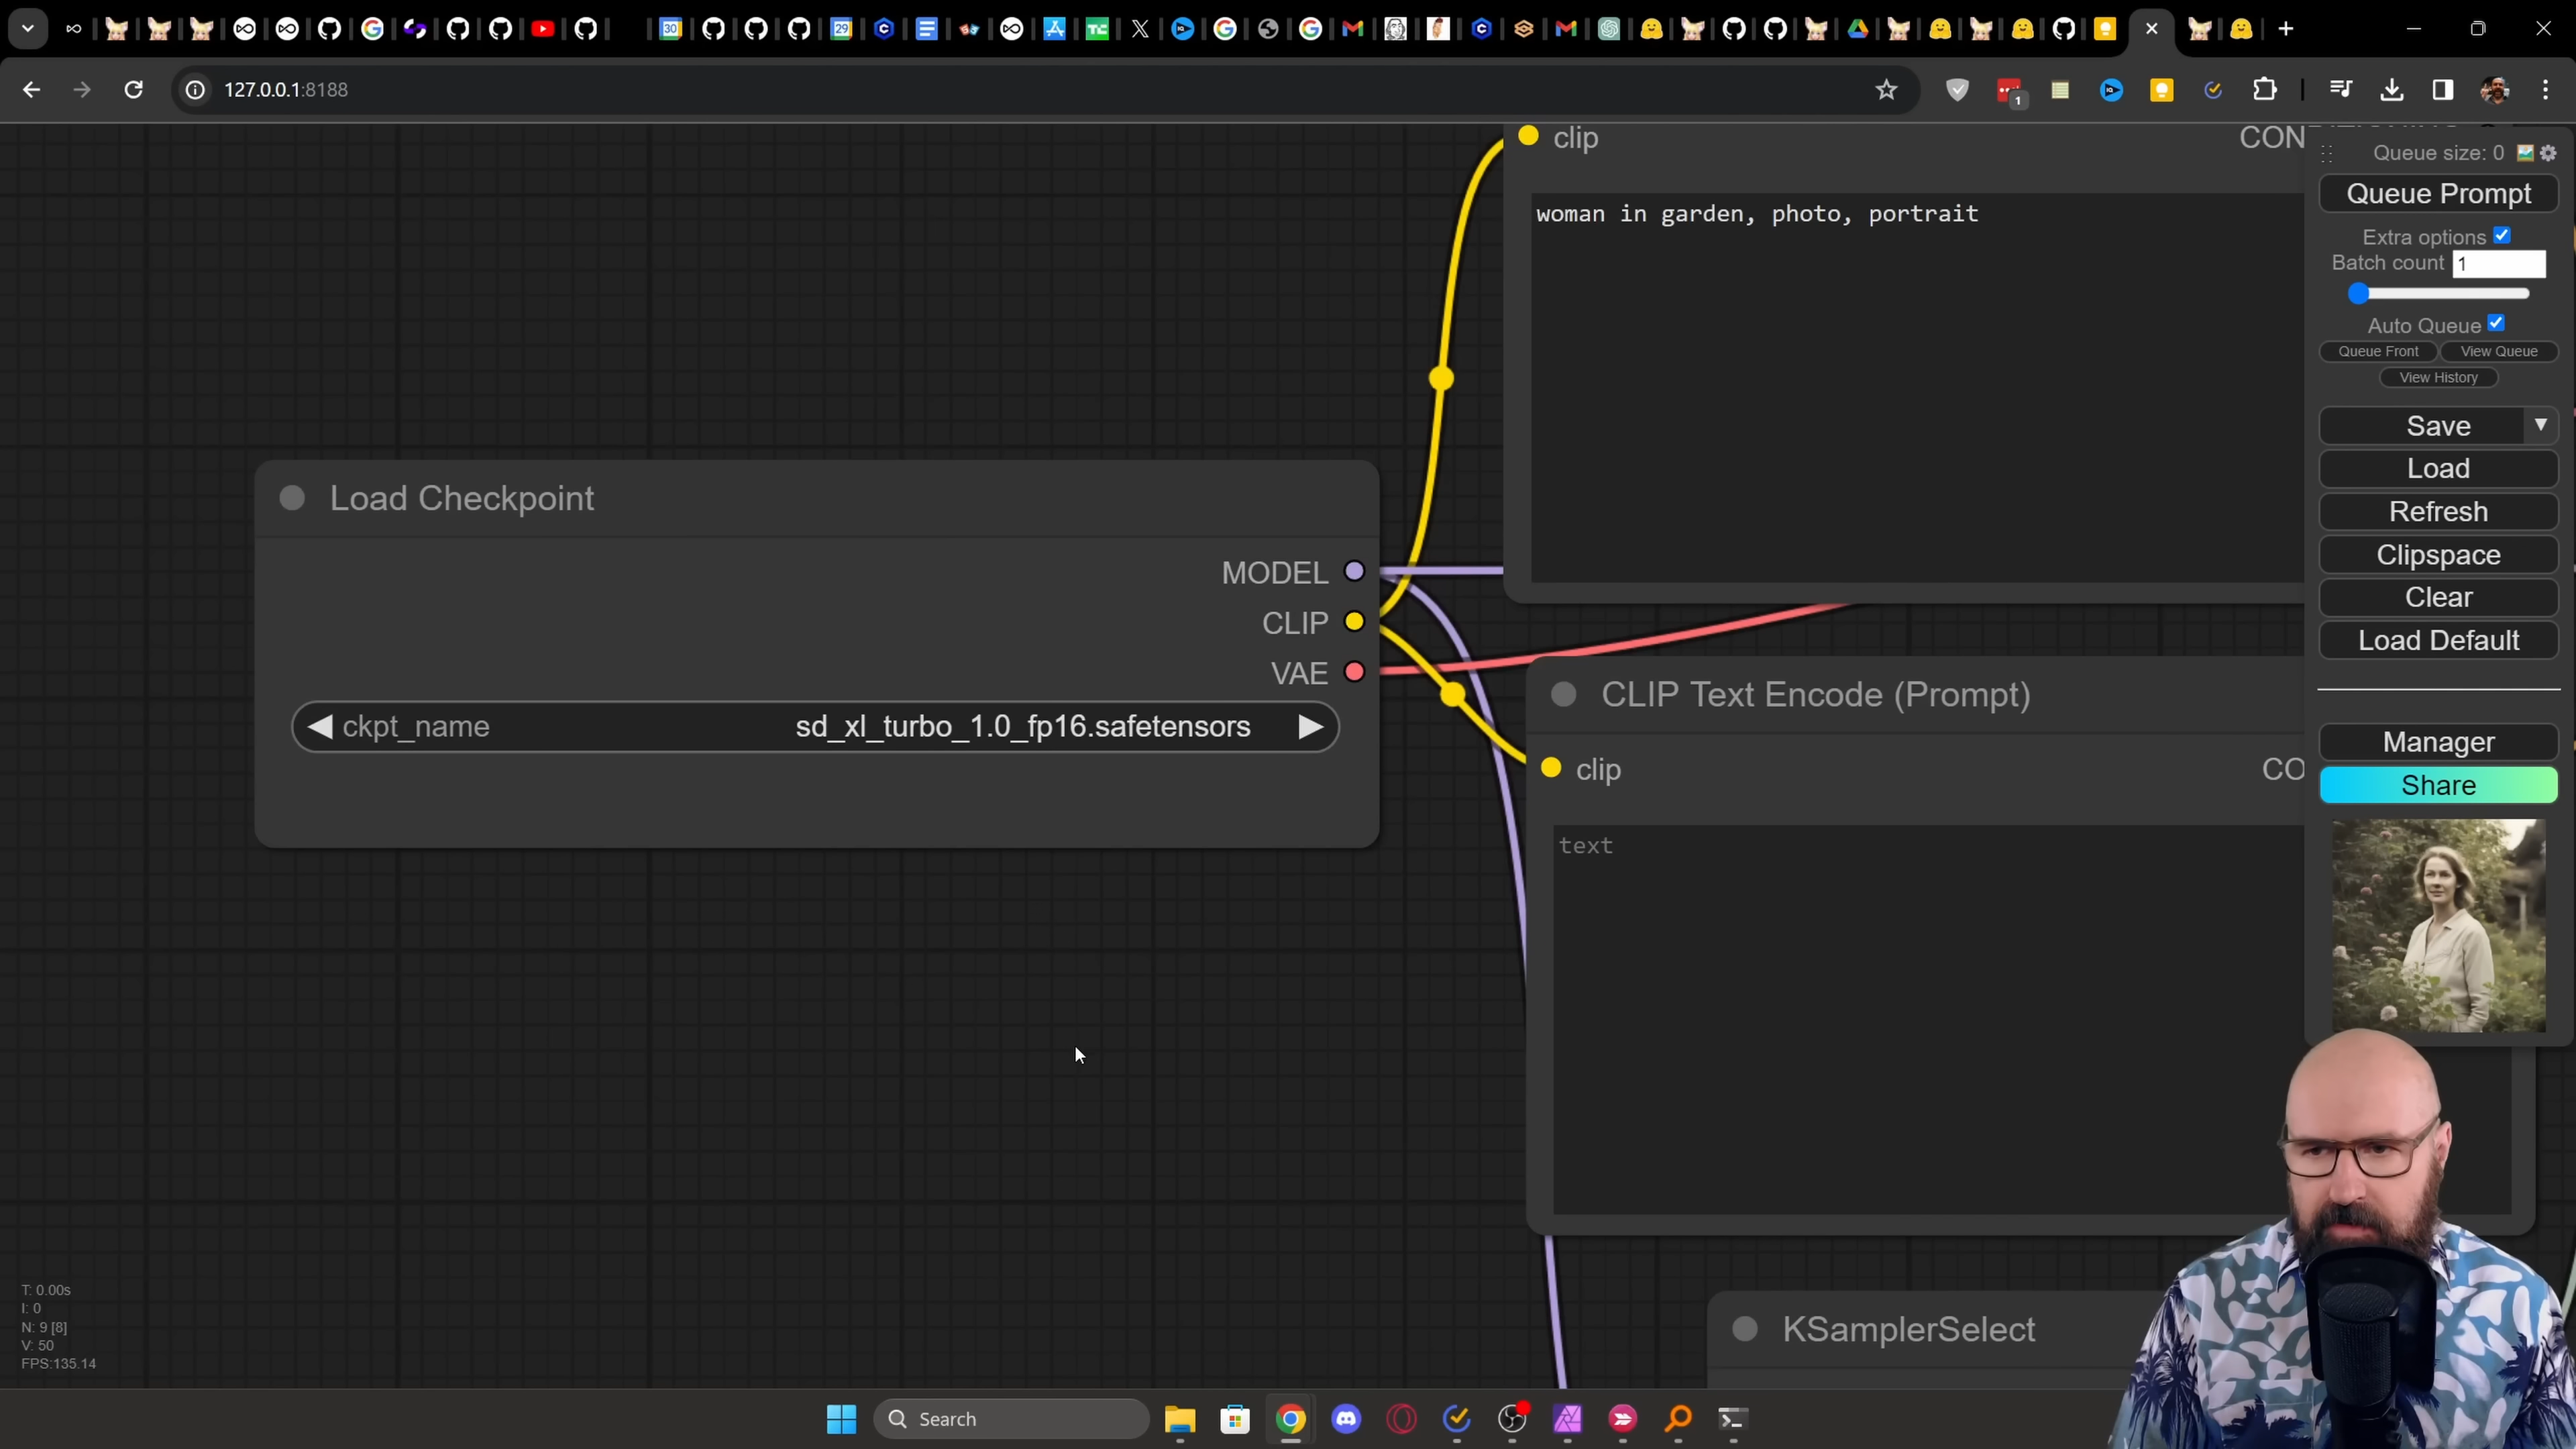 127.0.0.1:8188
clip
woman in garden, photo, portrait
Load Checkpoint
MODEL
CLIP
VAE
ckpt_name sd_xl_turbo_1.0_fp16.safetensors
CLIP Text Encode (Prompt)
clip
CO
text
KSamplerSelect
Queue size: 0
Queue Prompt
Extra options
Batch count 1
Auto Queue
Queue Front View Queue
View History
Save
Load
Refresh
Clipspace
Clear
Load Default
Manager
Share
T: 0.00s
I: 0
N: 9 [8]
V: 50
FPS:135.14
Search